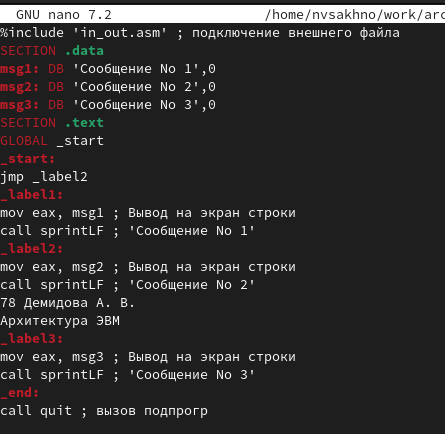 GNU nano 7.2 /home/nvsakhno/work/arc
%include 'in_out.asm' ; подключение внешнего файла
SECTION .data
msg1: DB 'Сообщение No 1',0
msg2: DB 'Сообщение No 2',0
msg3: DB 'Сообщение No 3',0
SECTION .text
GLOBAL _start
_start:
jmp _label2
_label1:
mov eax, msg1 ; Вывод на экран строки
call sprintLF ; 'Сообщение No 1'
_label2:
mov eax, msg2 ; Вывод на экран строки
call sprintLF ; 'Сообщение No 2'
78 Демидова А. В.
Архитектура ЭВМ
_label3:
mov eax, msg3 ; Вывод на экран строки
call sprintLF ; 'Сообщение No 3'
_end:
call quit ; вызов подпрогр